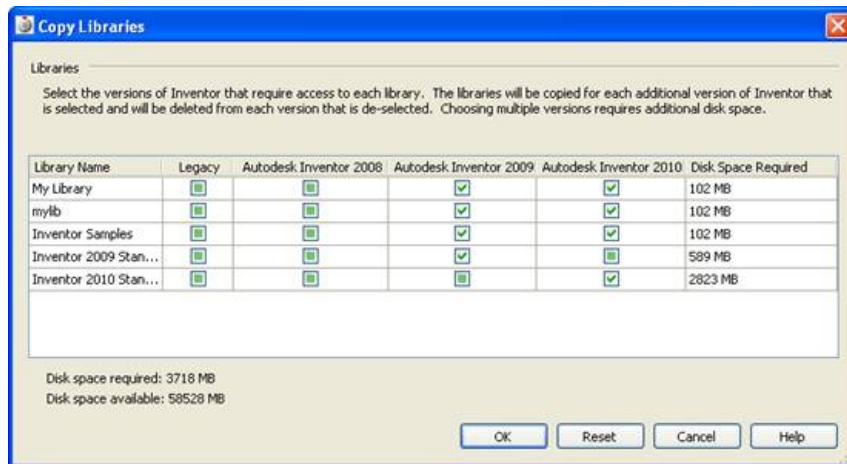 Copy Libraries
Libraries
Select the versions of Inventor that require access to each library. The libraries will be copied for each additional version of Inventor that
is selected and will be deleted from each version that is de-selected. Choosing multiple versions requires additional disk space.
Library Name Legacy Autodesk Inventor 2008 Autodesk Inventor 2009 Autodesk Inventor 2010 Disk Space Required
My Library 102 MB
mylib 102 MB
Inventor Samples 102 MB
Inventor 2009 Stan... 589 MB
Inventor 2010 Stan... 2823 MB
Disk space required: 3718 MB
Disk space available: 58528 MB
OK Reset Cancel Help